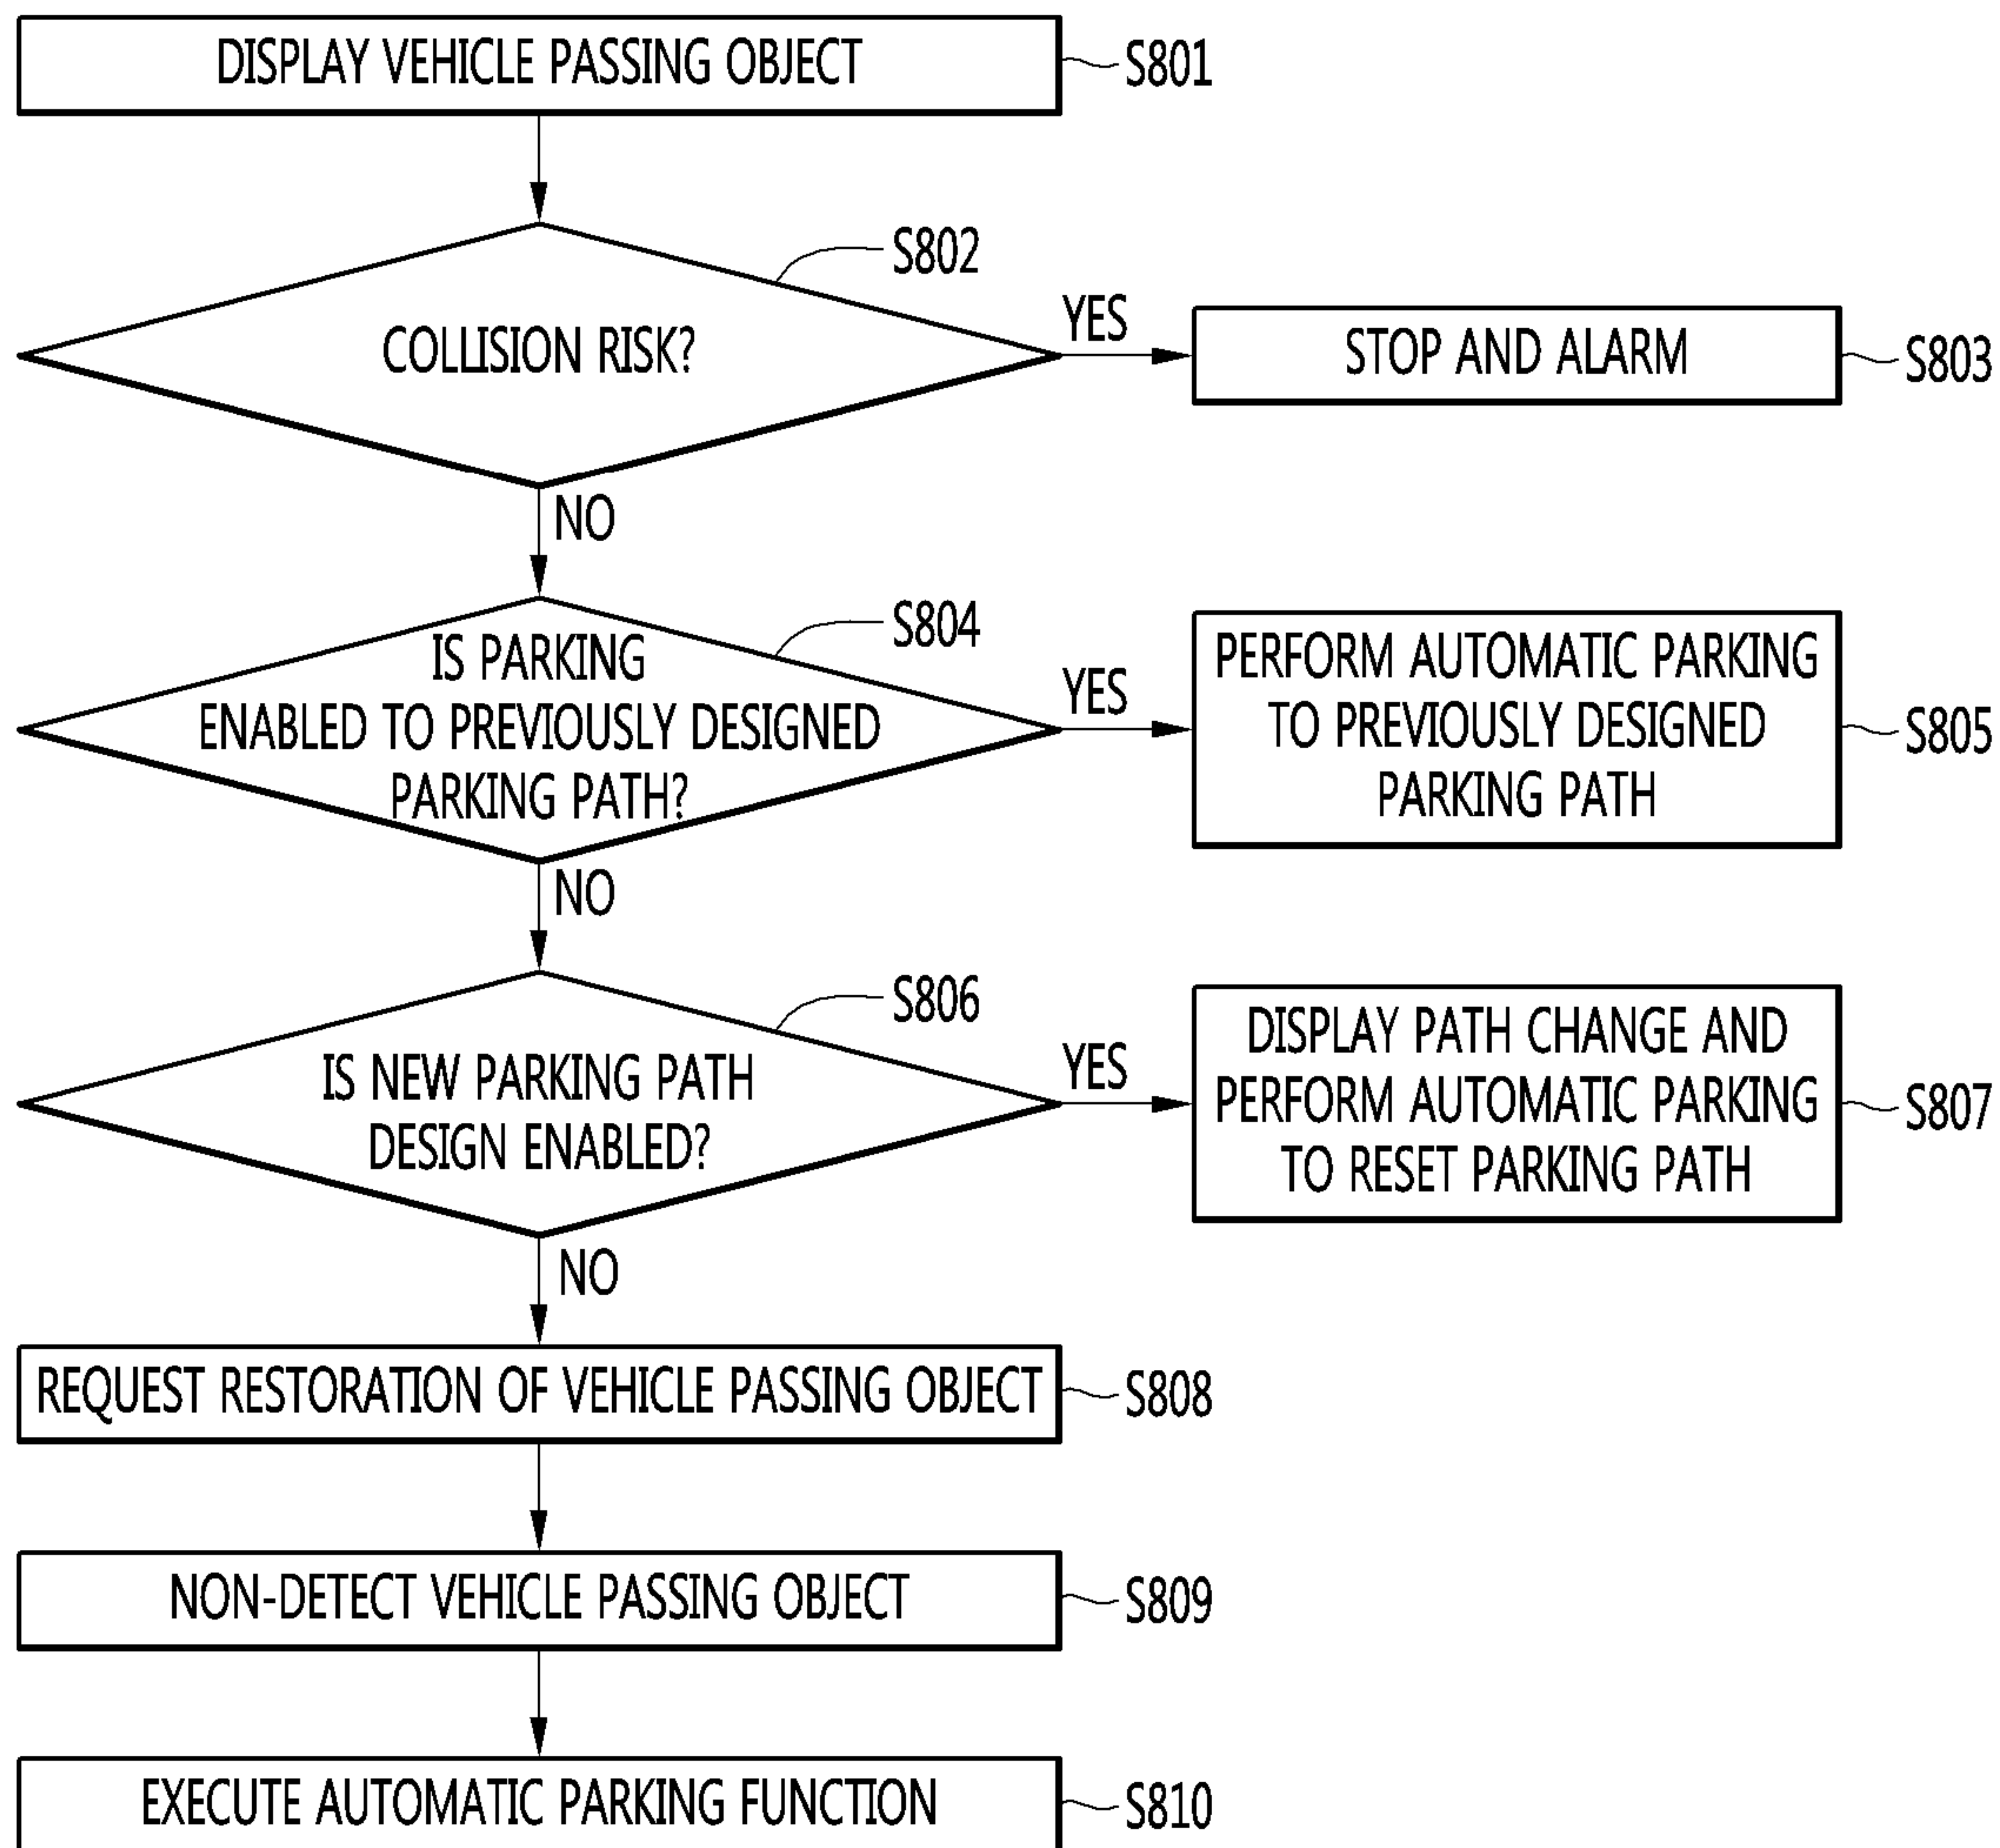 DISPLAY VEHICLE PASSING OBJECT
S801
S802
COLLISION RISK?
YES
STOP AND ALARM
S803
NO
S804
IS PARKING
ENABLED TO PREVIOUSLY DESIGNED
PARKING PATH?
YES
PERFORM AUTOMATIC PARKING
TO PREVIOUSLY DESIGNED
PARKING PATH
S805
NO
S806
IS NEW PARKING PATH
DESIGN ENABLED?
YES
DISPLAY PATH CHANGE AND
PERFORM AUTOMATIC PARKING
TO RESET PARKING PATH
S807
NO
REQUEST RESTORATION OF VEHICLE PASSING OBJECT
S808
NON-DETECT VEHICLE PASSING OBJECT
S809
EXECUTE AUTOMATIC PARKING FUNCTION
S810